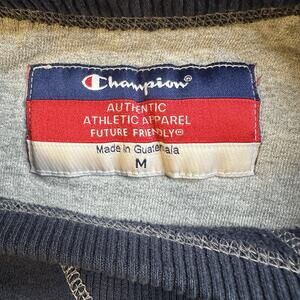 Champion®
AUTHENTIC
ATHLETIC APPAREL
FUTURE FRIENDLY©
Made in Guatemala
M